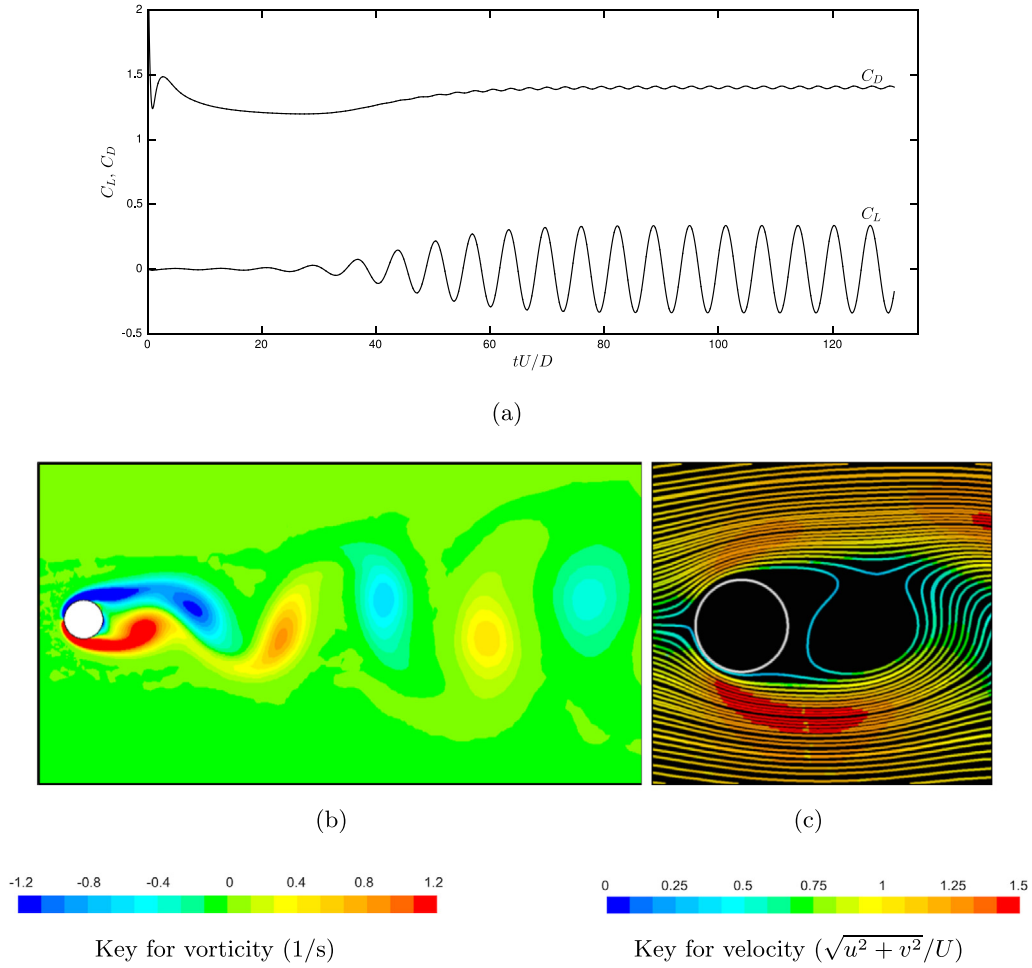 2
1.5
1
0.5
0
-0.5
C_L, C_D
C_D
C_L
0 20 40 60 80 100 120
tU/D
(a)
(b) (c)
-1.2 -0.8 -0.4 0 0.4 0.8 1.2
0 0.25 0.5 0.75 1 1.25 1.5
Key for vorticity (1/s)
Key for velocity (√u² + v²/U)